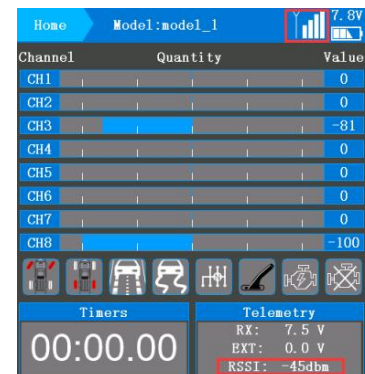 Home Model:model_1 7.8V
Channel Quantity Value
CH1 0
CH2 0
CH3 -81
CH4 0
CH5 0
CH6 0
CH7 0
CH8 -100
Timers Telemetry
00:00.00
RX: 7.5 V
EXT: 0.0 V
RSSI: -45dbm